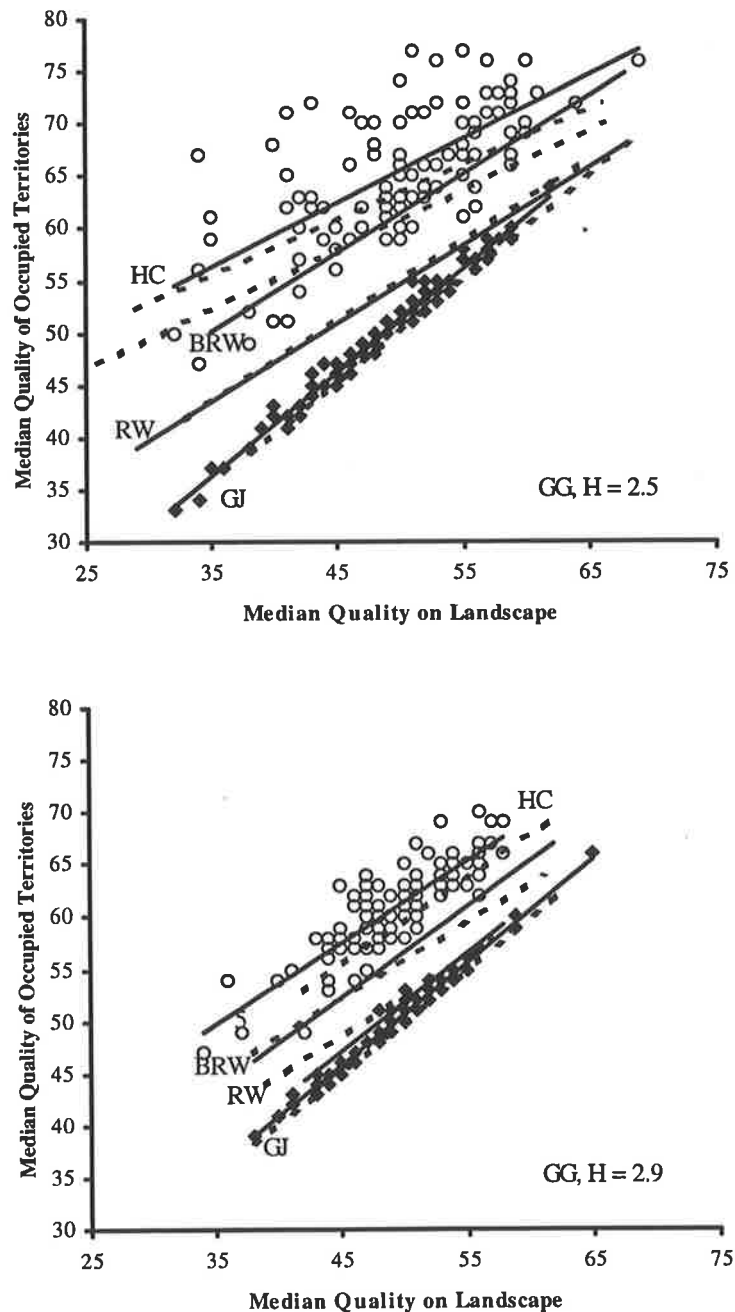 80
75
70
65
60
55
50
45
40
35
30
Median Quality of Occupied Territories
HC
BRW
RW
GJ
GG, H = 2.5
25 35 45 55 65 75
Median Quality on Landscape
80
75
70
65
60
55
50
45
40
35
30
Median Quality of Occupied Territories
HC
BRW
RW
GJ
GG, H = 2.9
25 35 45 55 65 75
Median Quality on Landscape